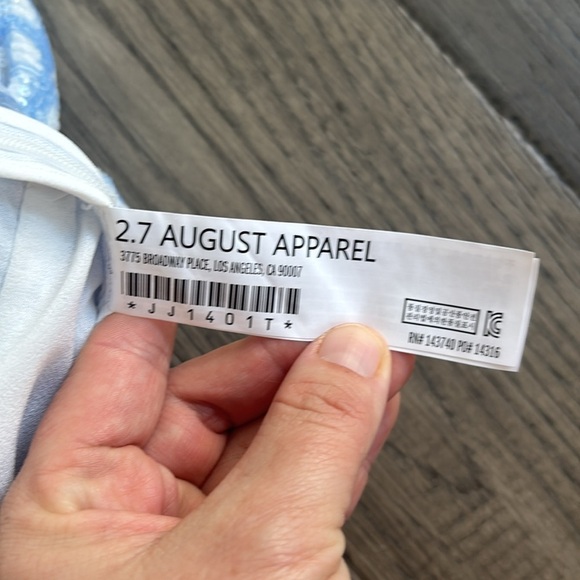 2.7 AUGUST APPAREL
3775 BROADWAY PLACE, LOS ANGELES, CA 90007
*JJ1401T*
RN# 143740 PO# 14316